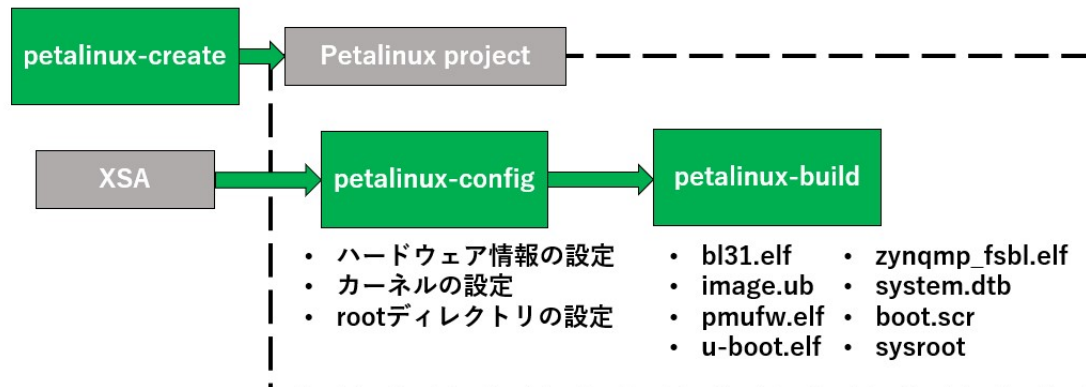 petalinux-create
Petalinux project
XSA
petalinux-config
petalinux-build
• ハードウェア情報の設定
• カーネルの設定
• rootディレクトリの設定
• bl31.elf
• image.ub
• pmufw.elf
• u-boot.elf
• zynqmp_fsbl.elf
• system.dtb
• boot.scr
• sysroot